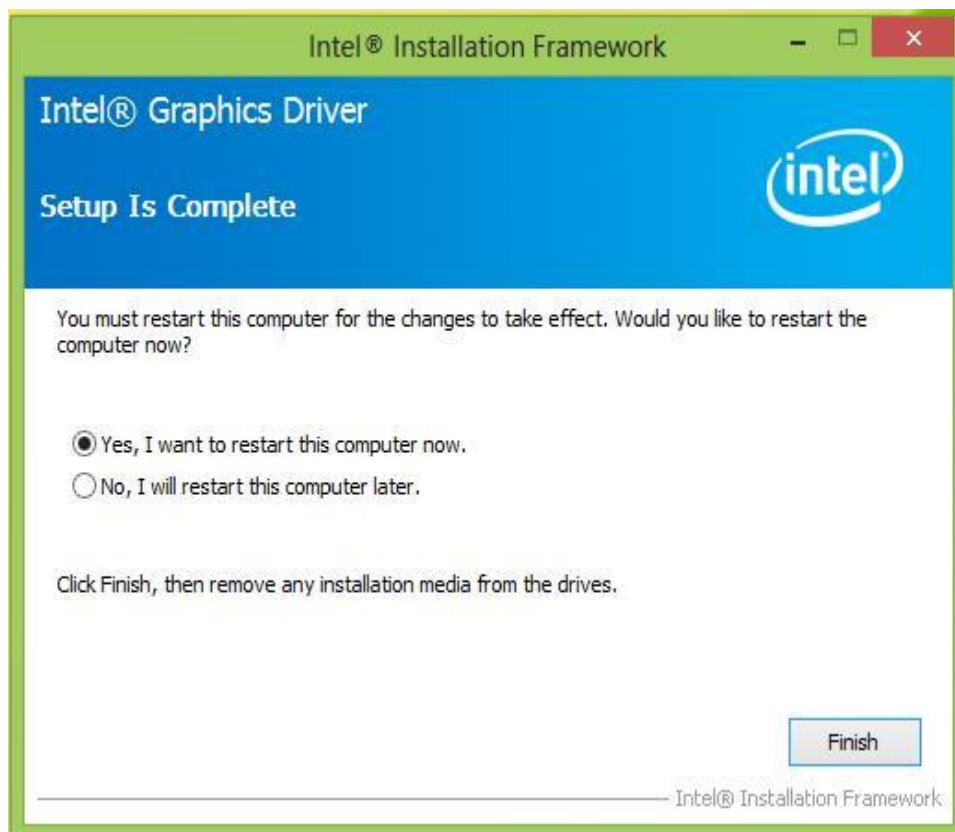 Intel® Installation Framework
Intel® Graphics Driver
intel®
Setup Is Complete
You must restart this computer for the changes to take effect. Would you like to restart the
computer now?
Yes, I want to restart this computer now.
No, I will restart this computer later.
Click Finish, then remove any installation media from the drives.
Finish
Intel® Installation Framework